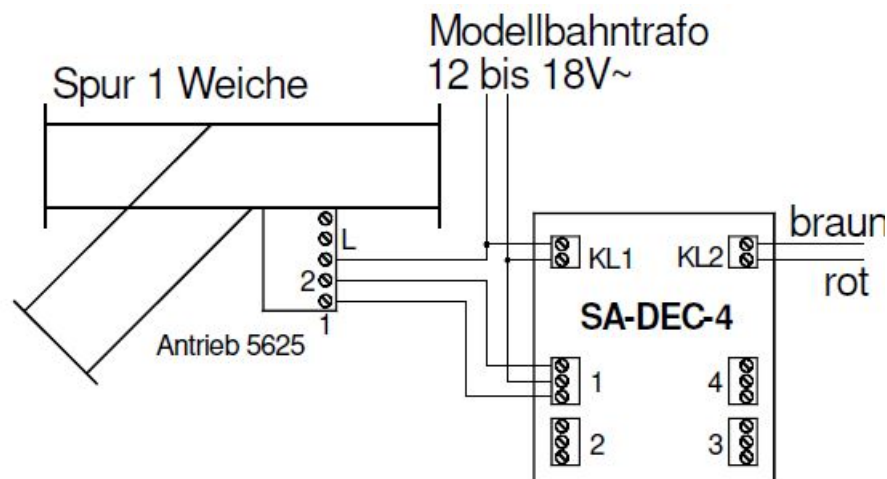 Modellbahntrafo
12 bis 18V~
Spur 1 Weiche
L
2
1
Antrieb 5625
KL1
KL2
braun
rot
SA-DEC-4
1
4
2
3